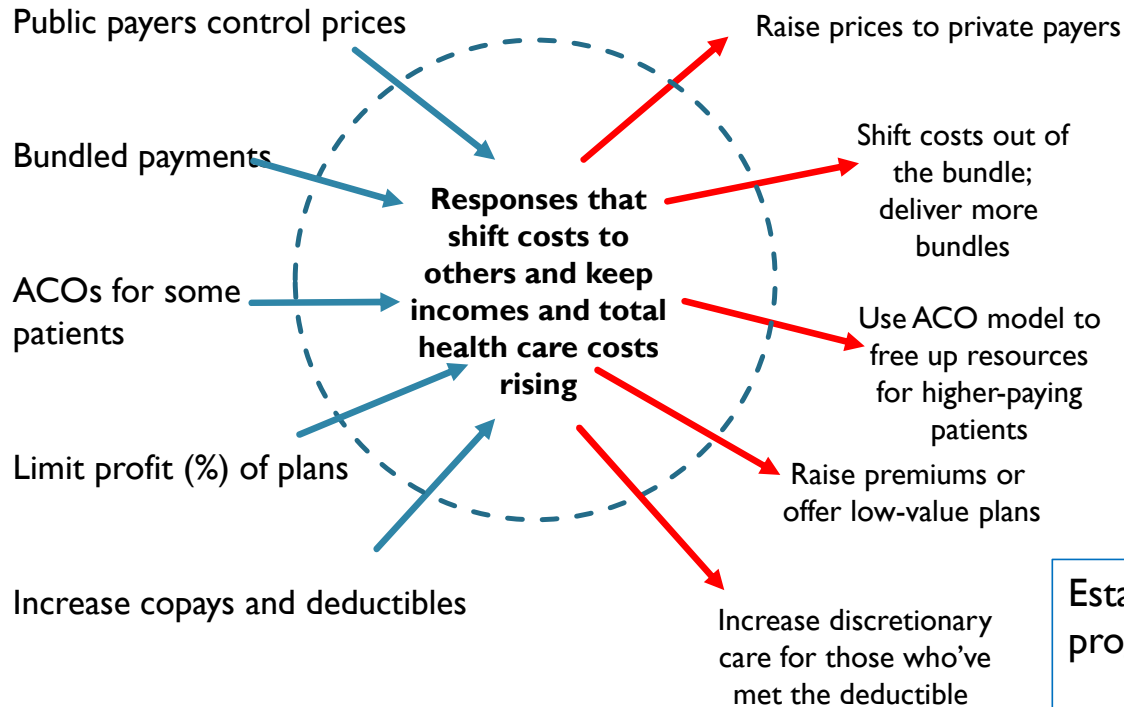 Public payers control prices
Bundled payments
ACOs for some
patients
Limit profit (%) of plans
Increase copays and deductibles
Responses that
shift costs to
others and keep
incomes and total
health care costs
rising
Raise prices to private payers
Shift costs out of
the bundle;
deliver more
bundles
Use ACO model to
free up resources
for higher-paying
patients
Raise premiums or
offer low-value plans
Increase discretionary
care for those who've
met the deductible